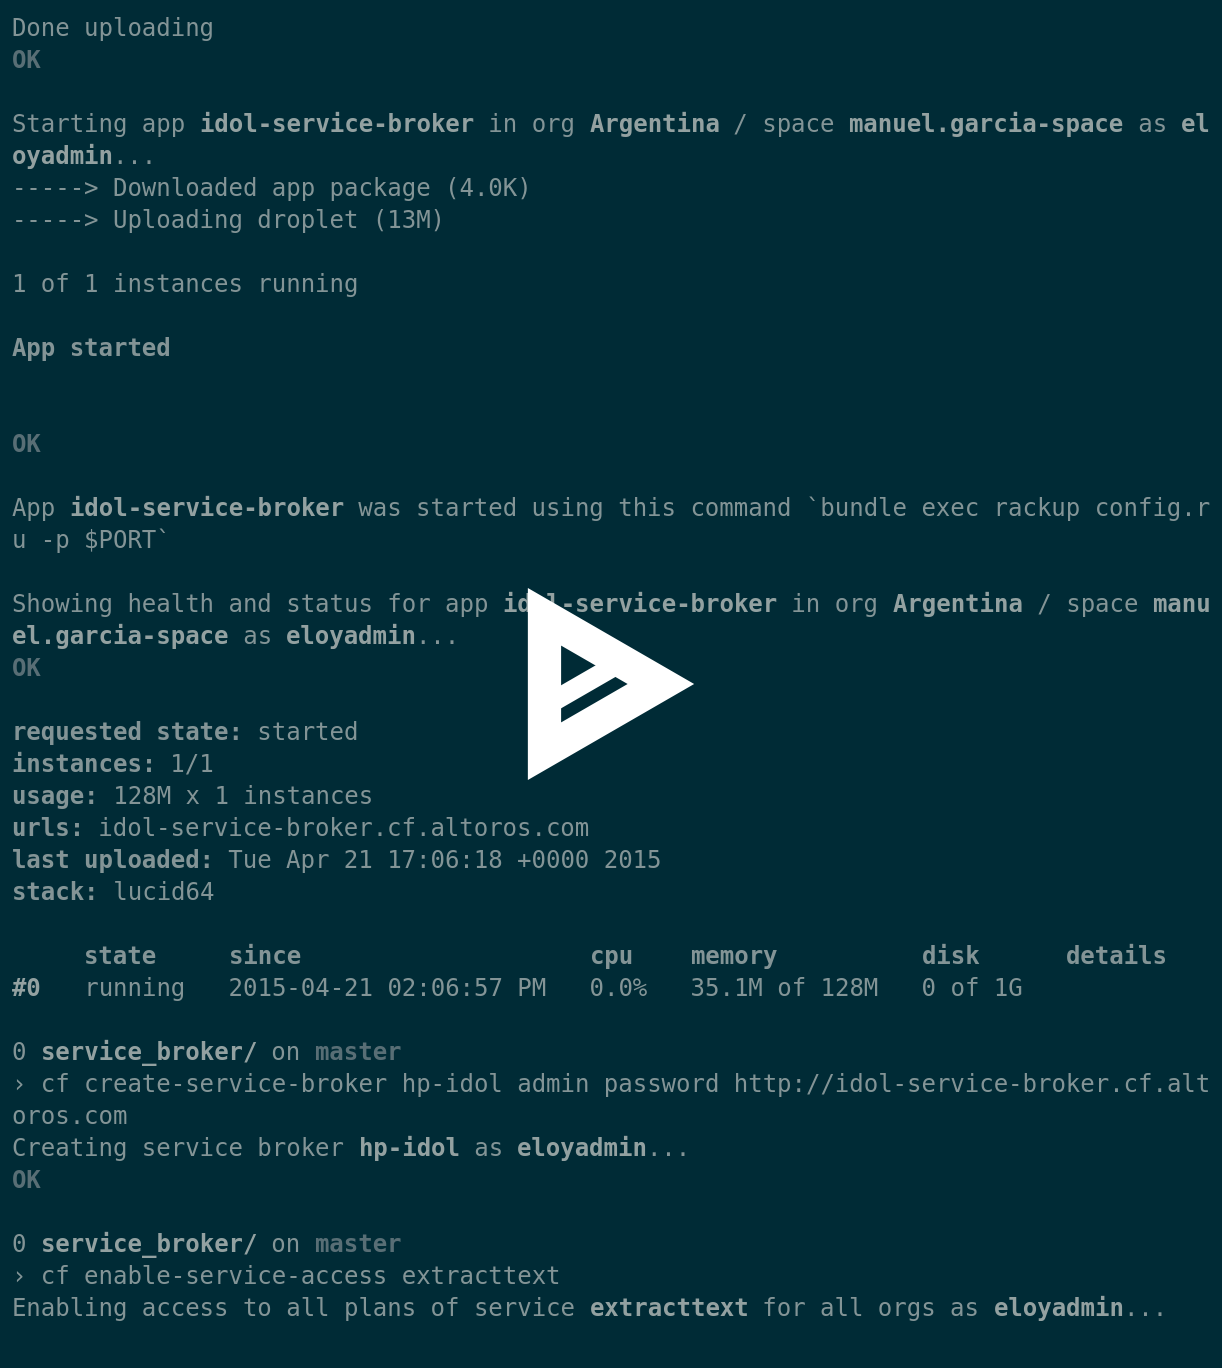 Done uploading
OK
Starting app idol-service-broker in org Argentina / space manuel.garcia-space as el
oyadmin...
-----> Downloaded app package (4.0K)
-----> Uploading droplet (13M)
1 of 1 instances running
App started
OK
App idol-service-broker was started using this command `bundle exec rackup config.r
u -p $PORT`
Showing health and status for app idol-service-broker in org Argentina / space manu
el.garcia-space as eloyadmin...
OK
requested state: started
instances: 1/1
usage: 128M x 1 instances
urls: idol-service-broker.cf.altoros.com
last uploaded: Tue Apr 21 17:06:18 +0000 2015
stack: lucid64
     state     since                    cpu    memory          disk      details
#0   running   2015-04-21 02:06:57 PM   0.0%   35.1M of 128M   0 of 1G
0 service_broker/ on master
› cf create-service-broker hp-idol admin password http://idol-service-broker.cf.alt
oros.com
Creating service broker hp-idol as eloyadmin...
OK
0 service_broker/ on master
› cf enable-service-access extracttext
Enabling access to all plans of service extracttext for all orgs as eloyadmin...